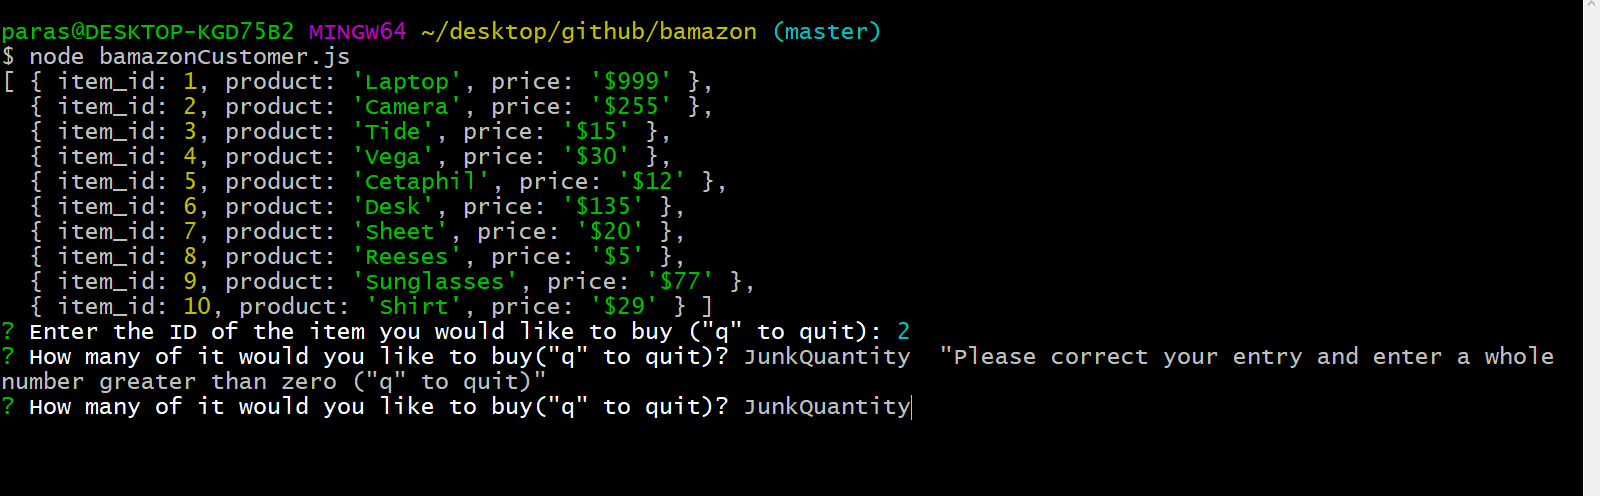 paras@DESKTOP-KGD75B2 MINGW64 ~/desktop/github/bamazon (master)
$ node bamazonCustomer.js
[ { item_id: 1, product: 'Laptop', price: '$999' },
  { item_id: 2, product: 'Camera', price: '$255' },
  { item_id: 3, product: 'Tide', price: '$15' },
  { item_id: 4, product: 'Vega', price: '$30' },
  { item_id: 5, product: 'Cetaphil', price: '$12' },
  { item_id: 6, product: 'Desk', price: '$135' },
  { item_id: 7, product: 'Sheet', price: '$20' },
  { item_id: 8, product: 'Reeses', price: '$5' },
  { item_id: 9, product: 'Sunglasses', price: '$77' },
  { item_id: 10, product: 'Shirt', price: '$29' } ]
? Enter the ID of the item you would like to buy ("q" to quit): 2
? How many of it would you like to buy("q" to quit)? JunkQuantity  "Please correct your entry and enter a whole
number greater than zero ("q" to quit)"
? How many of it would you like to buy("q" to quit)? JunkQuantity